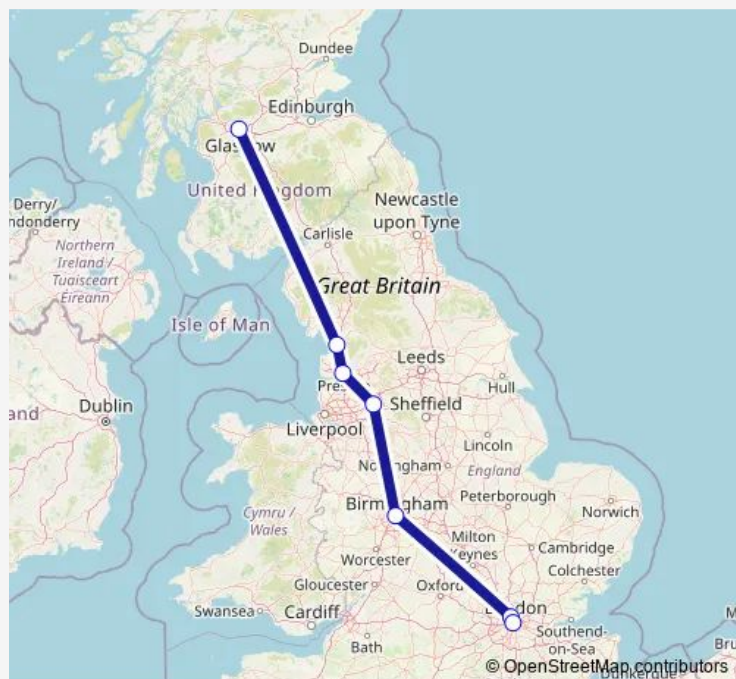 Dundee
Edinburgh
Glasgow
United Kingdom
Derry/
ndonderry
Newcastle
upon Tyne
Carlisle
Northern
Ireland /
Tuaisceart
Éireann
Great Britain
Isle of Man
Leeds
Hull
and
Dublin
Sheffield
Liverpool
Lincoln
England
Peterborough
Norwich
Birmingham
Cymru /
Wales
Milton
Keynes
Cambridge
Worcester
Colchester
Gloucester
Oxford
London
Swansea
Cardiff
Southend-
on-Sea
Bath
© OpenStreetMap contributors